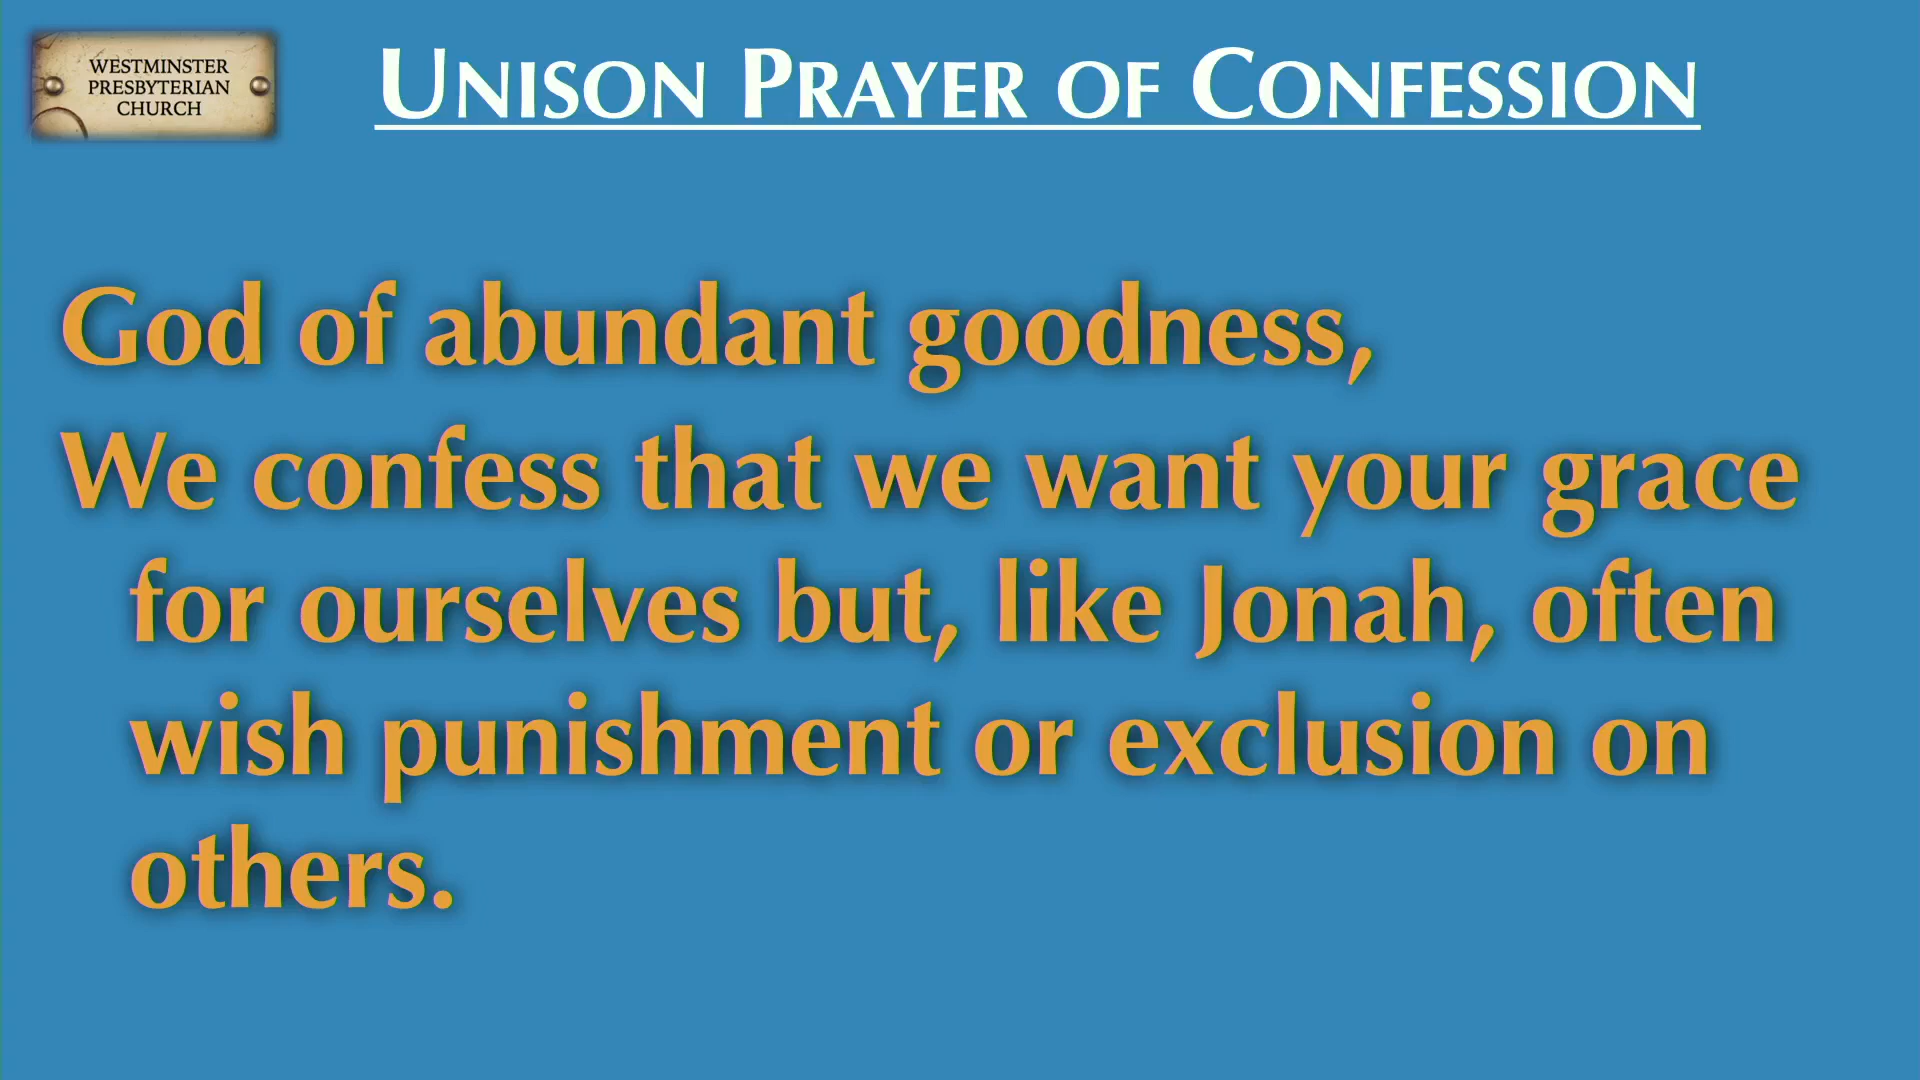 WESTMINSTER
PRESBYTERIAN
CHURCH
UNISON PRAYER OF CONFESSION
God of abundant goodness,
We confess that we want your grace
for ourselves but, like Jonah, often
wish punishment or exclusion on
others.